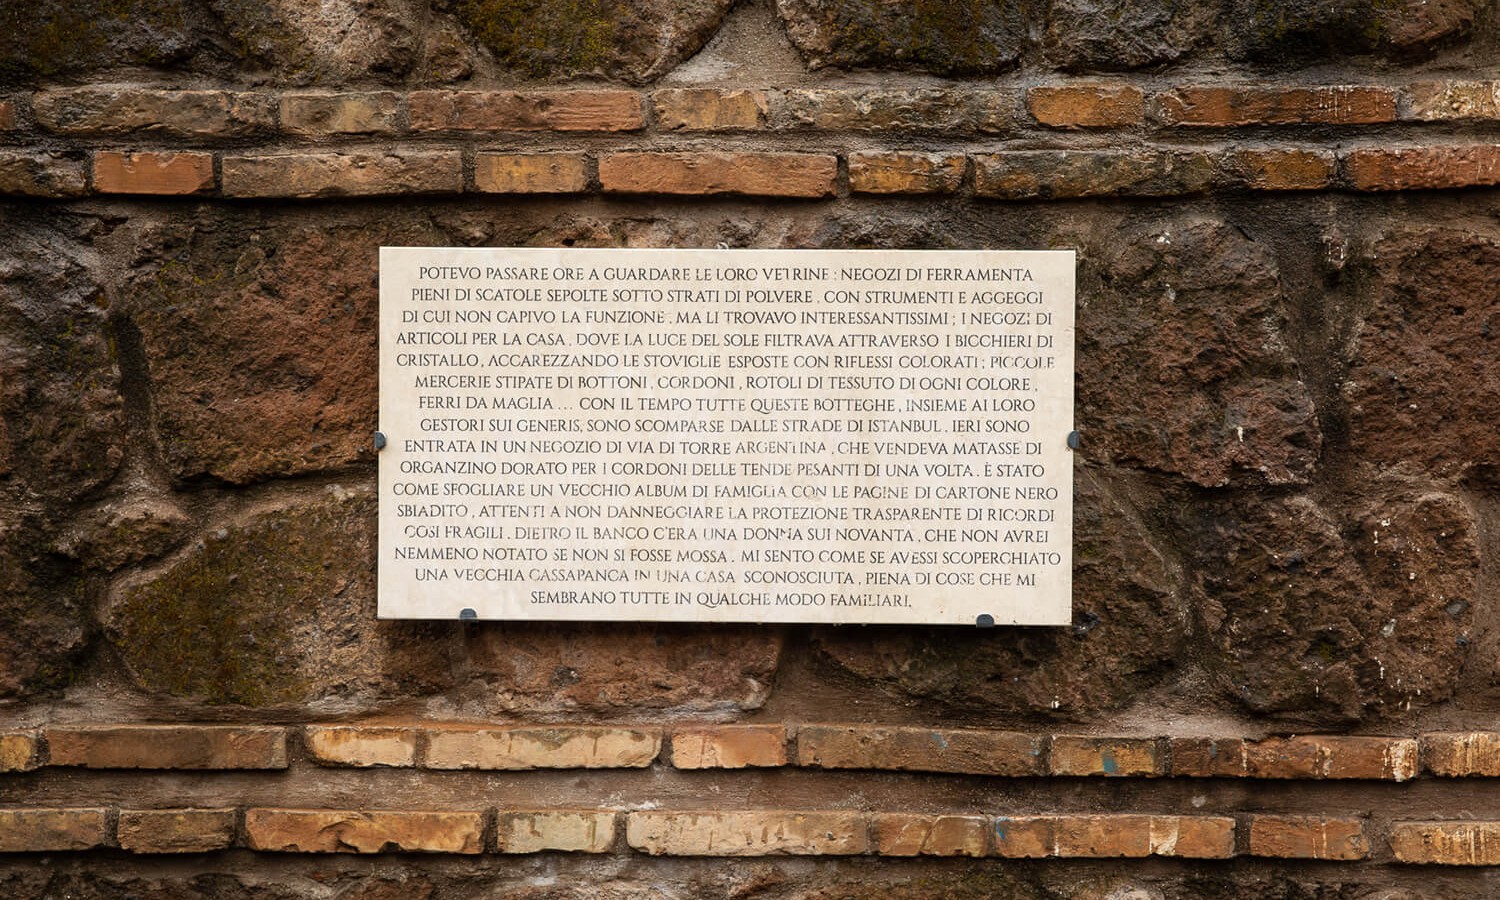 POTEVO PASSARE ORE A GUARDARE LE LORO VETRINE : NEGOZI DI FERRAMENTA
PIENI DI SCATOLE SEPOLTE SOTTO STRATI DI POLVERE , CON STRUMENTI E AGGEGGI
DI CUI NON CAPIVO LA FUNZIONE , MA LI TROVAVO INTERESSANTISSIMI ; I NEGOZI DI
ARTICOLI PER LA CASA , DOVE LA LUCE DEL SOLE FILTRAVA ATTRAVERSO I BICCHIERI DI
CRISTALLO , ACCAREZZANDO LE STOVIGLIE ESPOSTE CON RIFLESSI COLORATI ; PICCOLE
MERCERIE STIPATE DI BOTTONI , CORDONI , ROTOLI DI TESSUTO DI OGNI COLORE ,
FERRI DA MAGLIA ... CON IL TEMPO TUTTE QUESTE BOTTEGHE , INSIEME AI LORO
GESTORI SUI GENERIS, SONO SCOMPARSE DALLE STRADE DI ISTANBUL . IERI SONO
ENTRATA IN UN NEGOZIO DI VIA DI TORRE ARGENTINA , CHE VENDEVA MATASSE DI
ORGANZINO DORATO PER I CORDONI DELLE TENDE PESANTI DI UNA VOLTA . È STATO
COME SFOGLIARE UN VECCHIO ALBUM DI FAMIGLIA CON LE PAGINE DI CARTONE NERO
SBIADITO , ATTENTI A NON DANNEGGIARE LA PROTEZIONE TRASPARENTE DI RICORDI
COSI FRAGILI . DIETRO IL BANCO C'ERA UNA DONNA SUI NOVANTA , CHE NON AVREI
NEMMENO NOTATO SE NON SI FOSSE MOSSA . MI SENTO COME SE AVESSI SCOPERCHIATO
UNA VECCHIA CASSAPANCA IN UNA CASA SCONOSCIUTA , PIENA DI COSE CHE MI
SEMBRANO TUTTE IN QUALCHE MODO FAMILIARI .